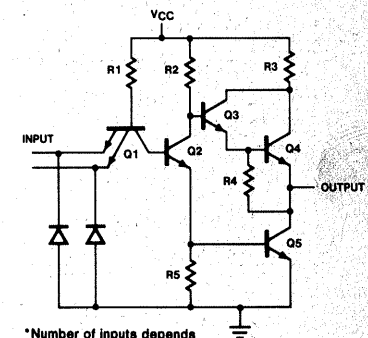 VCC
R1
R2
R3
Q3
INPUT
Q1
Q2
Q4
R4
OUTPUT
Q5
R5
*Number of inputs depends